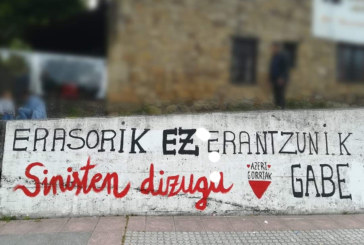 ERASORIK EZ ERANTZUNIK
Sinisten dizugu AZERI GORRIAK GABE